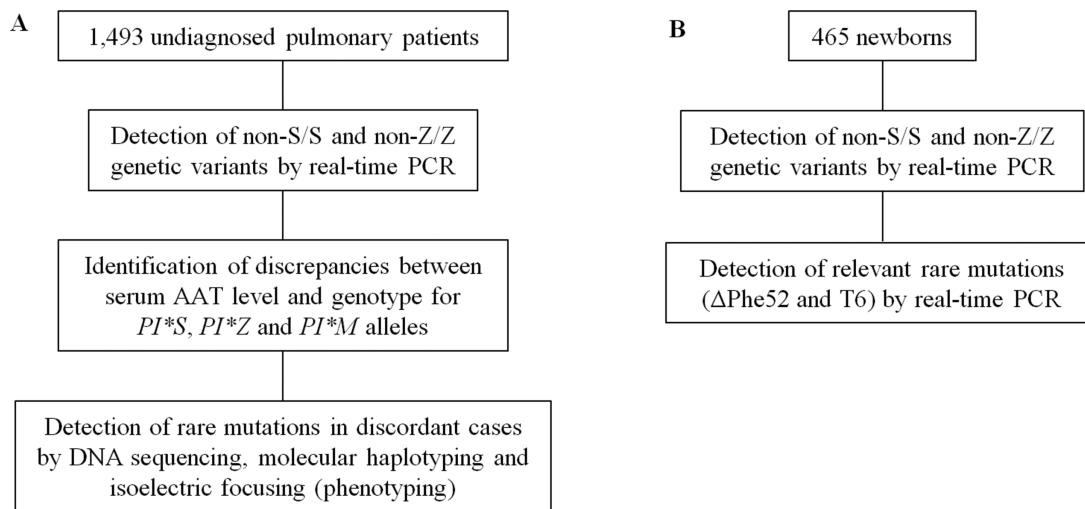 A
1,493 undiagnosed pulmonary patients
Detection of non-S/S and non-Z/Z
genetic variants by real-time PCR
Identification of discrepancies between
serum AAT level and genotype for
PI*S, PI*Z and PI*M alleles
Detection of rare mutations in discordant cases
by DNA sequencing, molecular haplotyping and
isoelectric focusing (phenotyping)
B
465 newborns
Detection of non-S/S and non-Z/Z
genetic variants by real-time PCR
Detection of relevant rare mutations
(ΔPhe52 and T6) by real-time PCR